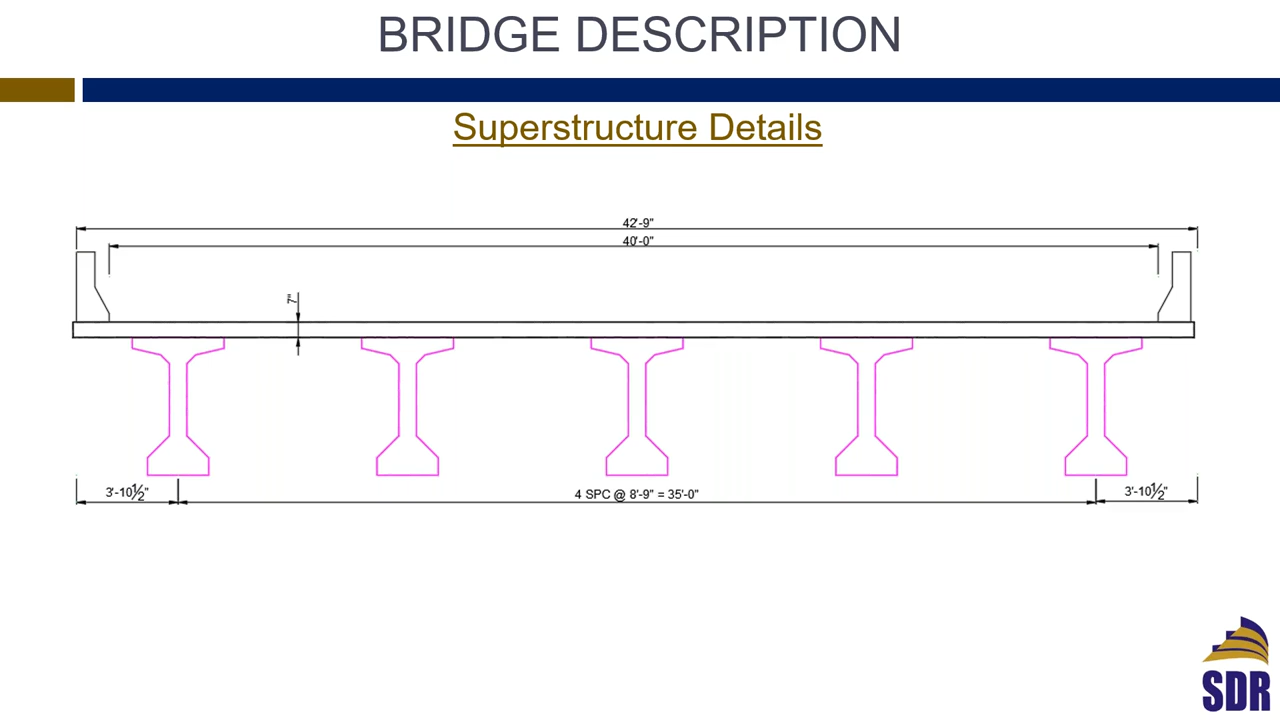 BRIDGE DESCRIPTION
Superstructure Details
42'-9"
40'-0"
7"
3'-10½"
4 SPC @ 8'-9" = 35'-0"
3'-10½"
SDR